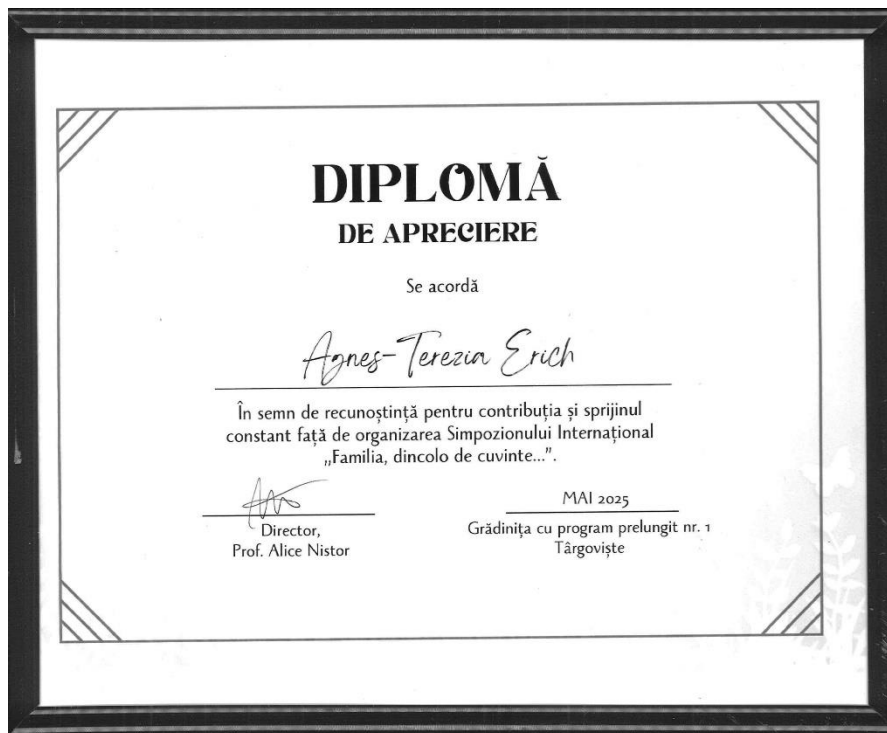 DIPLOMĂ
DE APRECIERE
Se acordă
Agnes-Terezia Erich
În semn de recunoștință pentru contribuția și sprijinul
constant față de organizarea Simpozionului Internațional
„Familia, dincolo de cuvinte...”.
Director,
Prof. Alice Nistor
MAI 2025
Grădinița cu program prelungit nr. 1
Târgoviște